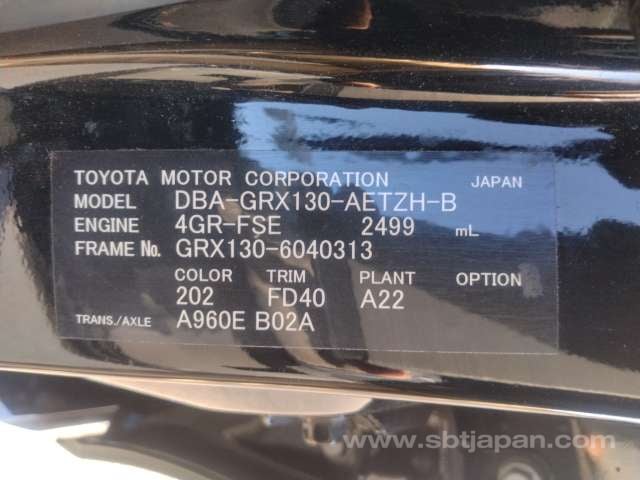 TOYOTA MOTOR CORPORATION JAPAN
MODEL DBA-GRX130-AETZH-B
ENGINE 4GR-FSE 2499 mL
FRAME No. GRX130-6040313
COLOR TRIM PLANT OPTION
202 FD40 A22
TRANS./AXLE A960E B02A
www.sbtjapan.com